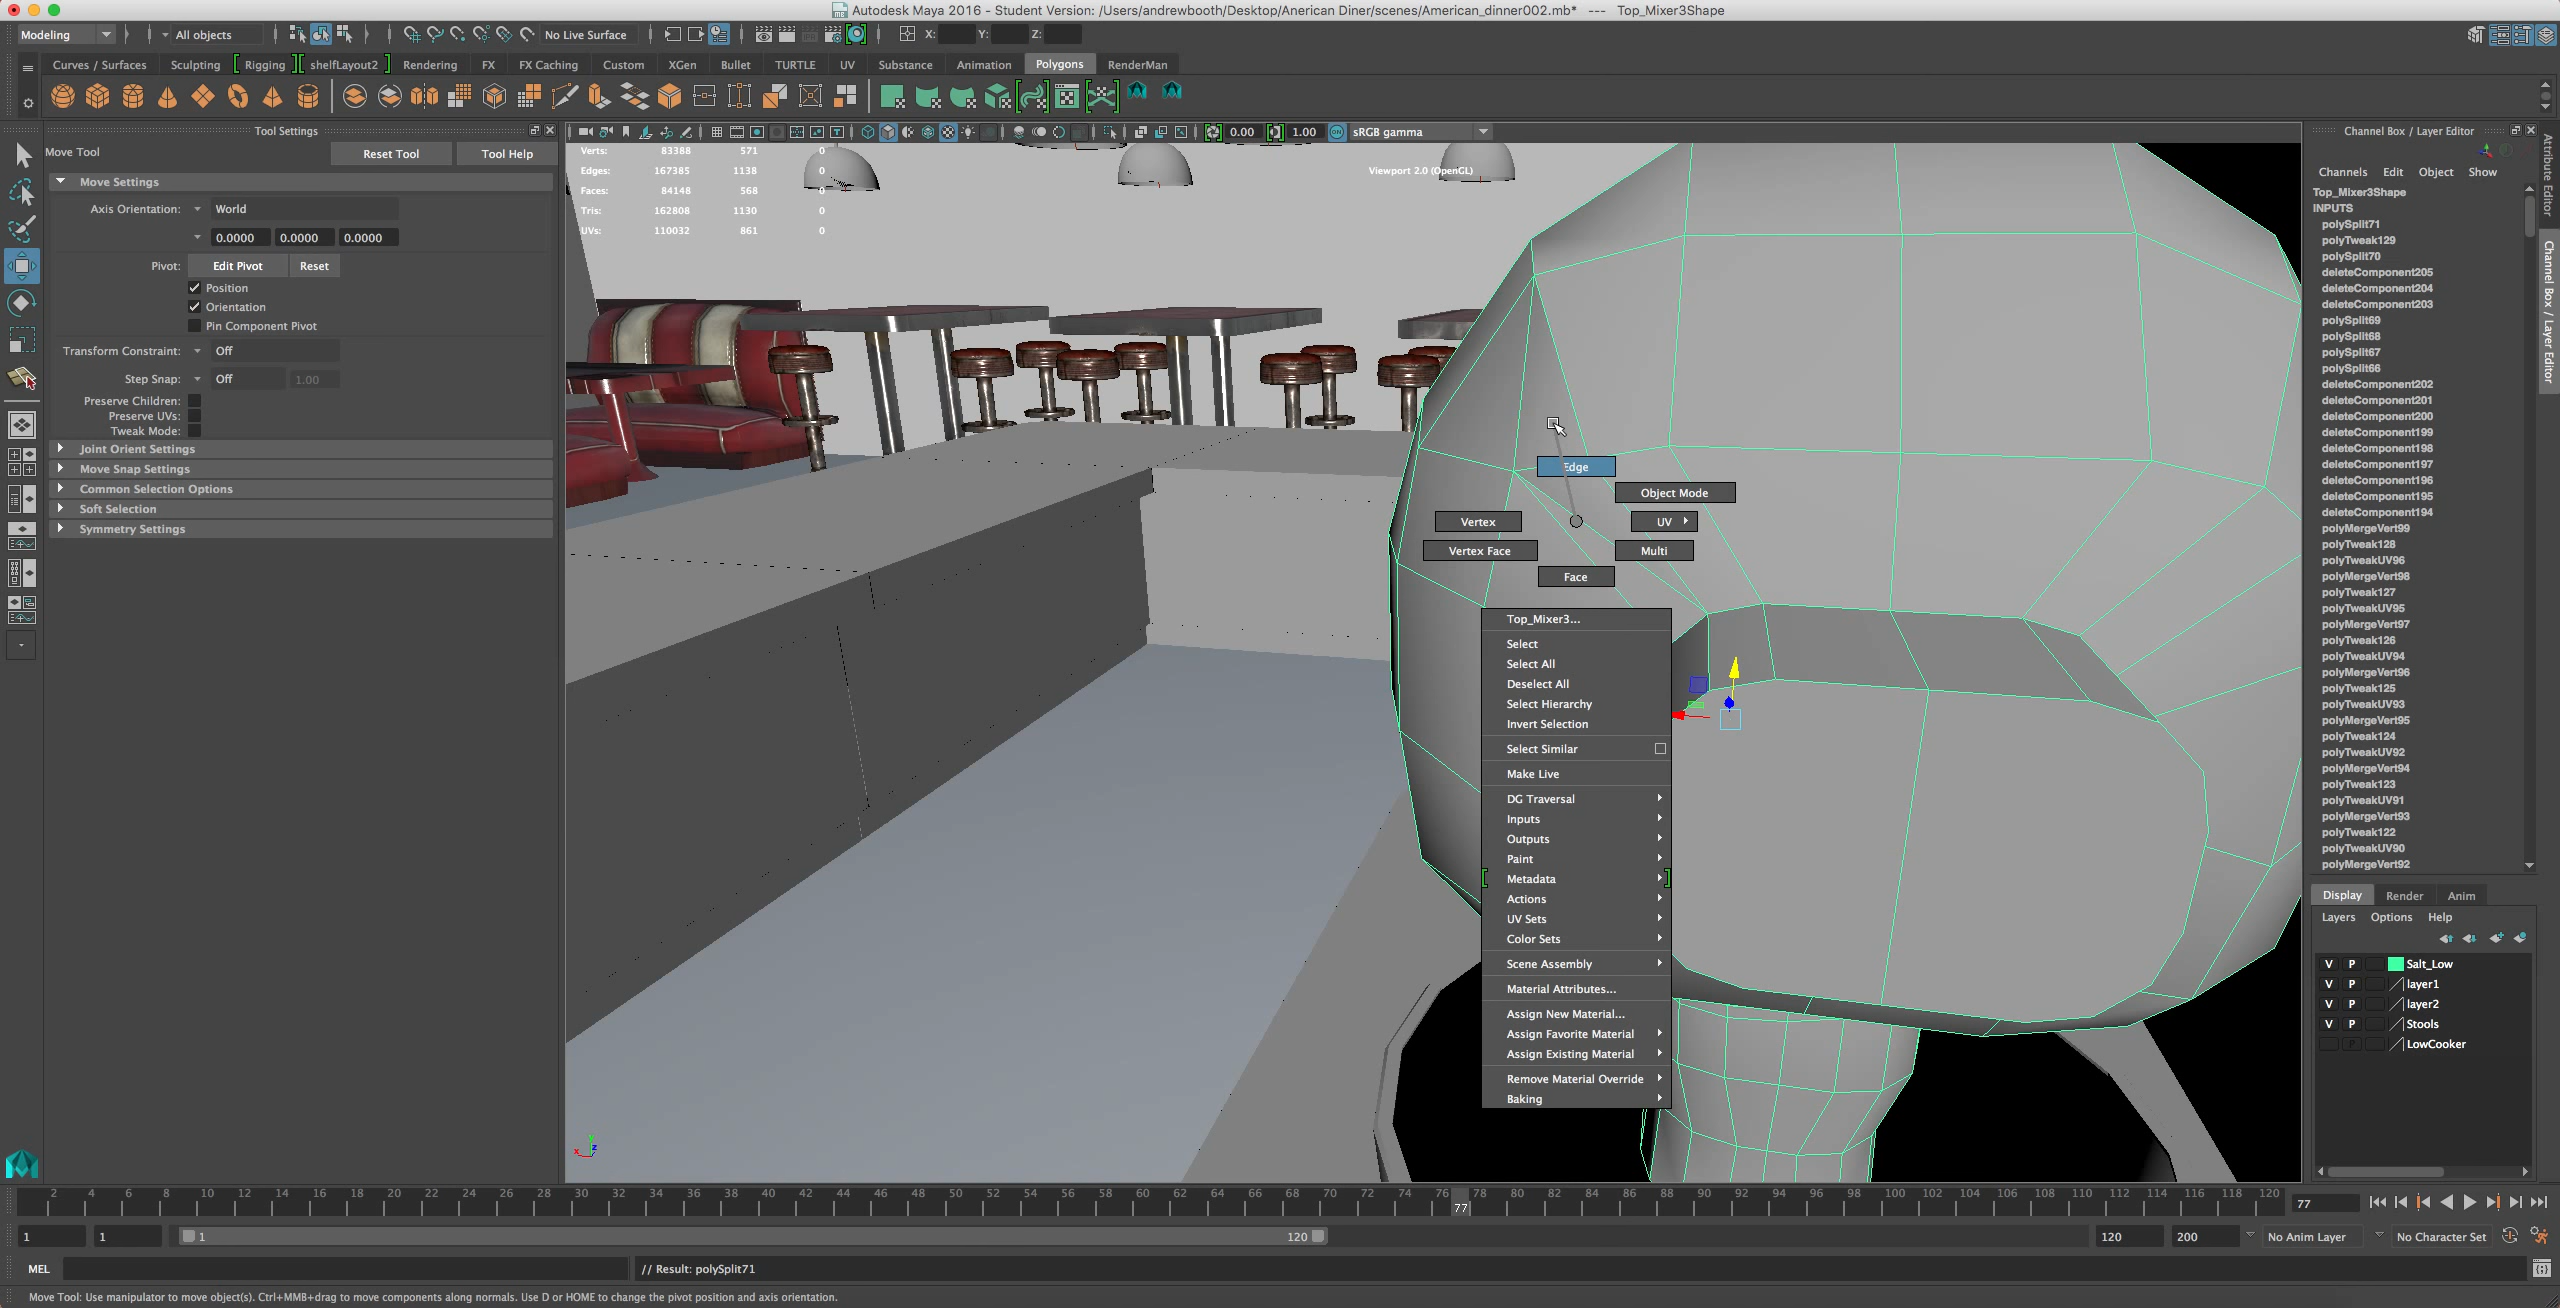 Autodesk Maya 2016 - Student Version: /Users/andrewbooth/Desktop/Anerican Diner/scenes/American_dinner002.mb*   ---   Top_Mixer3Shape
Modeling
All objects
No Live Surface
X:
Y:
Z:
Curves / Surfaces
Sculpting
Rigging
shelfLayout2
Rendering
FX
FX Caching
Custom
XGen
Bullet
TURTLE
UV
Substance
Animation
Polygons
RenderMan
Tool Settings
Move Tool
Reset Tool
Tool Help
Move Settings
Axis Orientation: World
0.0000 0.0000 0.0000
Pivot: Edit Pivot Reset
Position
Orientation
Pin Component Pivot
Transform Constraint: Off
Step Snap: Off 1.00
Preserve Children:
Preserve UVs:
Tweak Mode:
Joint Orient Settings
Move Snap Settings
Common Selection Options
Soft Selection
Symmetry Settings
0.00
1.00
ON
sRGB gamma
Verts: 83388 571 0
Edges: 167385 1138 0
Faces: 84148 568 0
Tris: 162808 1130 0
UVs: 110032 861 0
Viewport 2.0 (OpenGL)
Edge
Object Mode
Vertex
UV
Vertex Face
Multi
Face
Top_Mixer3...
Select
Select All
Deselect All
Select Hierarchy
Invert Selection
Select Similar
Make Live
DG Traversal
Inputs
Outputs
Paint
Metadata
Actions
UV Sets
Color Sets
Scene Assembly
Material Attributes...
Assign New Material...
Assign Favorite Material
Assign Existing Material
Remove Material Override
Baking
Channel Box / Layer Editor
Channels Edit Object Show
Top_Mixer3Shape
INPUTS
polySplit71
polyTweak129
polySplit70
deleteComponent205
deleteComponent204
deleteComponent203
polySplit69
polySplit68
polySplit67
polySplit66
deleteComponent202
deleteComponent201
deleteComponent200
deleteComponent199
deleteComponent198
deleteComponent197
deleteComponent196
deleteComponent195
deleteComponent194
polyMergeVert99
polyTweak128
polyTweakUV96
polyMergeVert98
polyTweak127
polyTweakUV95
polyMergeVert97
polyTweak126
polyTweakUV94
polyMergeVert96
polyTweak125
polyTweakUV93
polyMergeVert95
polyTweak124
polyTweakUV92
polyMergeVert94
polyTweak123
polyTweakUV91
polyMergeVert93
polyTweak122
polyTweakUV90
polyMergeVert92
Attribute Editor
Channel Box / Layer Editor
Display Render Anim
Layers Options Help
V P Salt_Low
V P layer1
V P layer2
V P Stools
P LowCooker
x y z
2 4 6 8 10 12 14 16 18 20 22 24 26 28 30 32 34 36 38 40 42 44 46 48 50 52 54 56 58 60 62 64 66 68 70 72 74 76 78 80 82 84 86 88 90 92 94 96 98 100 102 104 106 108 110 112 114 116 118 120
77
77
1
1
1
120
120
200
No Anim Layer
No Character Set
MEL
// Result: polySplit71
Move Tool: Use manipulator to move object(s). Ctrl+MMB+drag to move components along normals. Use D or HOME to change the pivot position and axis orientation.